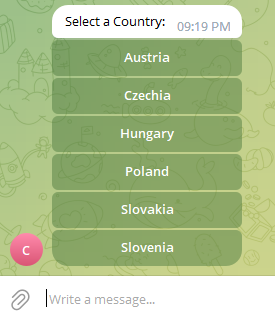 Select a Country:
09:19 PM
Austria
Czechia
Hungary
Poland
Slovakia
Slovenia
C
Write a message...